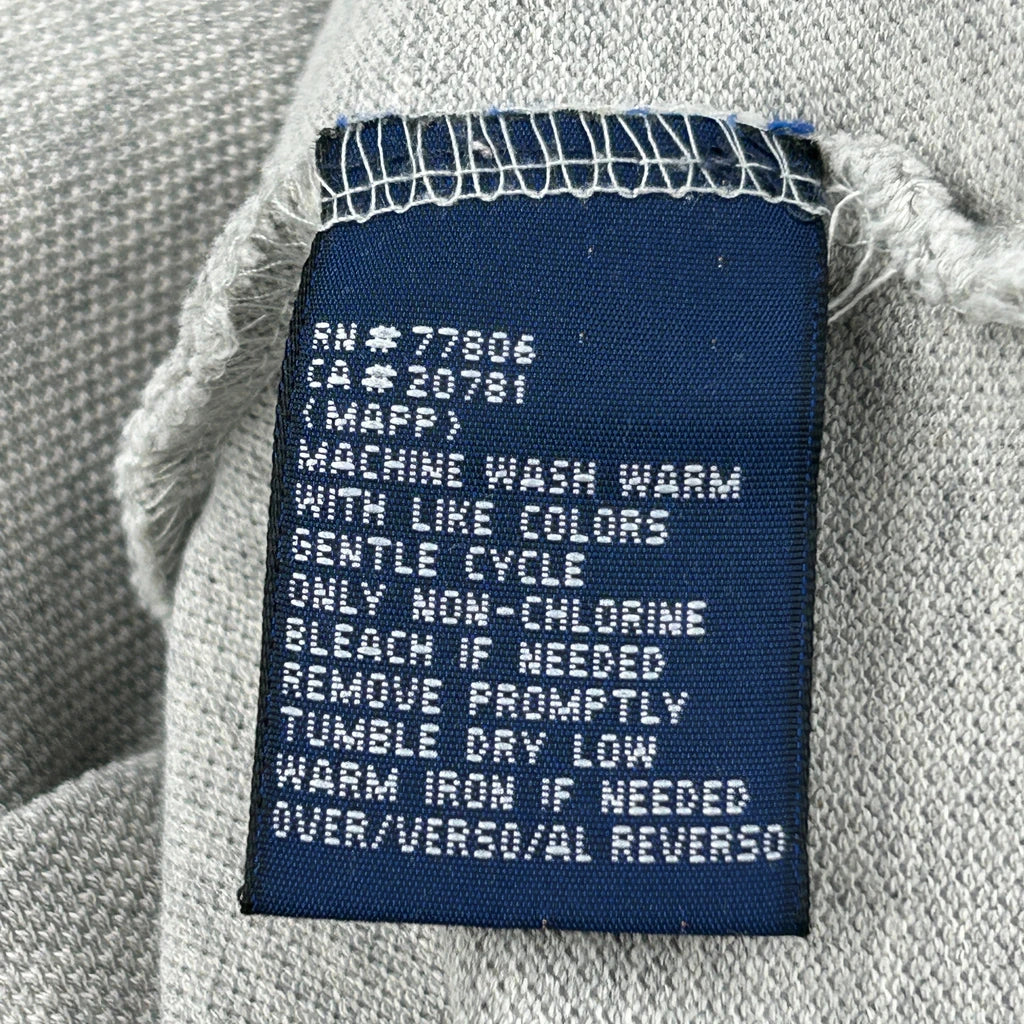 RN#77806
CA#20781
(MAPP)
MACHINE WASH WARM
WITH LIKE COLORS
GENTLE CYCLE
ONLY NON-CHLORINE
BLEACH IF NEEDED
REMOVE PROMPTLY
TUMBLE DRY LOW
WARM IRON IF NEEDED
OVER/VERSO/AL REVERSO